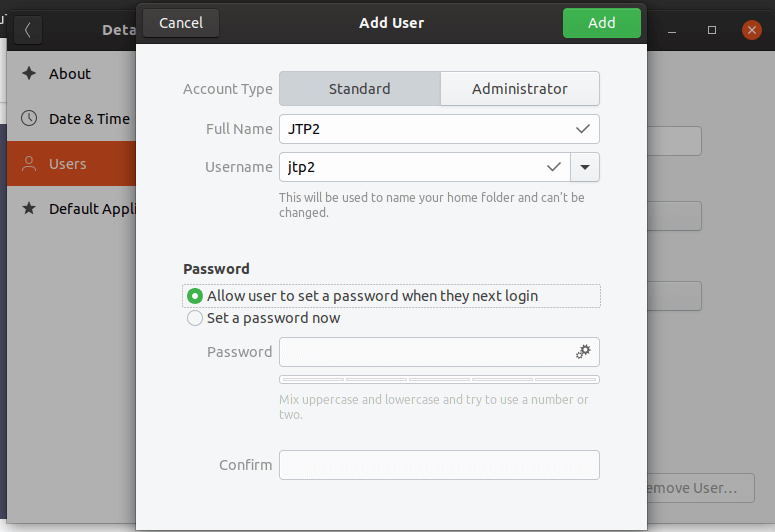 Cancel
Add User
Add
Deta
About
Date & Time
Users
Default Appli
Account Type
Standard
Administrator
Full Name
JTP2
Username
jtp2
This will be used to name your home folder and can't be
changed.
Password
Allow user to set a password when they next login
Set a password now
Password
Mix uppercase and lowercase and try to use a number or
two.
Confirm
emove User...